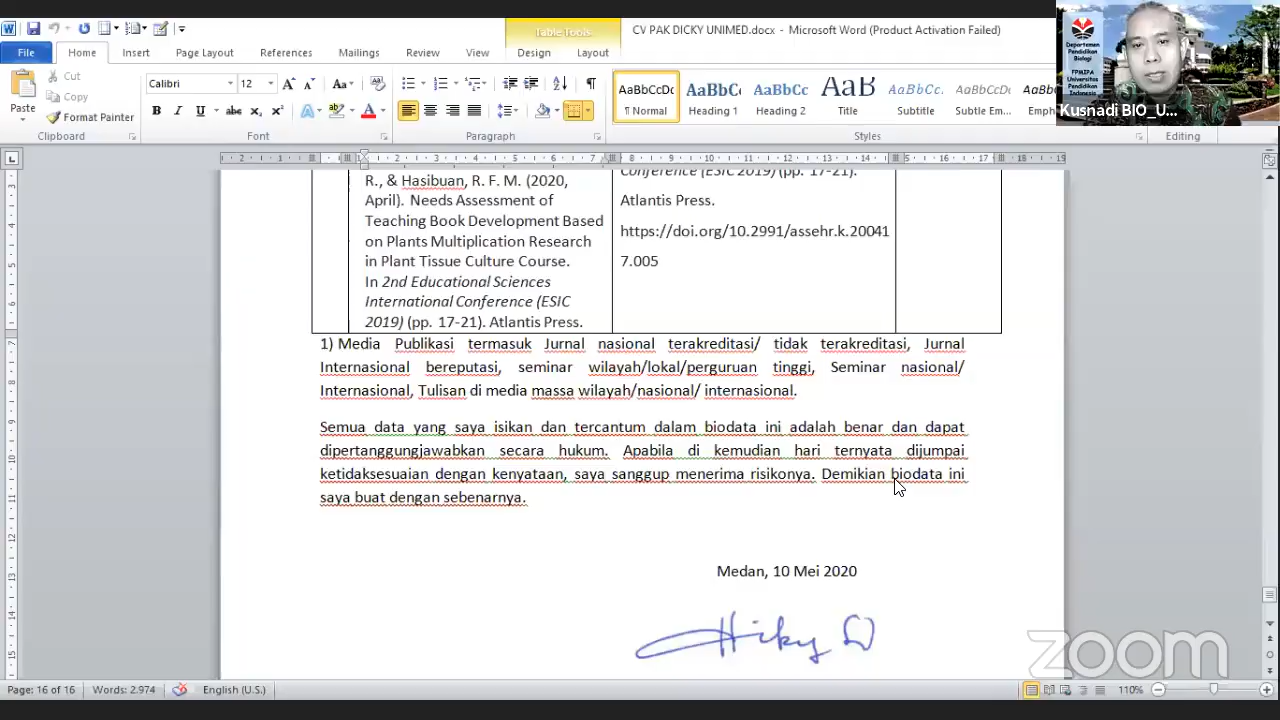 Table Tools
CV PAK DICKY UNIMED.docx - Microsoft Word (Product Activation Failed)
File Home Insert Page Layout References Mailings Review View Design Layout
Paste
Cut
Copy
Format Painter
Calibri 12
AaBbCcDc AaBbCc AaBbCc AaB AaBbCc. AaBbCcDc AaBbCcDc
¶ Normal Heading 1 Heading 2 Title Subtitle Subtle Em... Emph
Clipboard Font Paragraph Styles Editing
Departemen
Pendidikan
Biologi
FPMIPA
Universitas
Pendidikan
Indonesia
Kusnadi BIO_U...
R., & Hasibuan, R. F. M. (2020,
April). Needs Assessment of
Teaching Book Development Based
on Plants Multiplication Research
in Plant Tissue Culture Course.
In 2nd Educational Sciences
International Conference (ESIC
2019) (pp. 17-21). Atlantis Press.
Conference (ESIC 2019) (pp. 17-21).
Atlantis Press.
https://doi.org/10.2991/assehr.k.20041
7.005
1) Media Publikasi termasuk Jurnal nasional terakreditasi/ tidak terakreditasi, Jurnal
Internasional bereputasi, seminar wilayah/lokal/perguruan tinggi, Seminar nasional/
Internasional, Tulisan di media massa wilayah/nasional/ internasional.
Semua data yang saya isikan dan tercantum dalam biodata ini adalah benar dan dapat
dipertanggungjawabkan secara hukum. Apabila di kemudian hari ternyata dijumpai
ketidaksesuaian dengan kenyataan, saya sanggup menerima risikonya. Demikian biodata ini
saya buat dengan sebenarnya.
Medan, 10 Mei 2020
zoom
Page: 16 of 16 Words: 2.974 English (U.S.) 110%